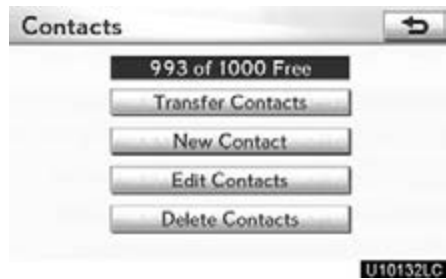 Contacts
993 of 1000 Free
Transfer Contacts
New Contact
Edit Contacts
Delete Contacts
U10132LC